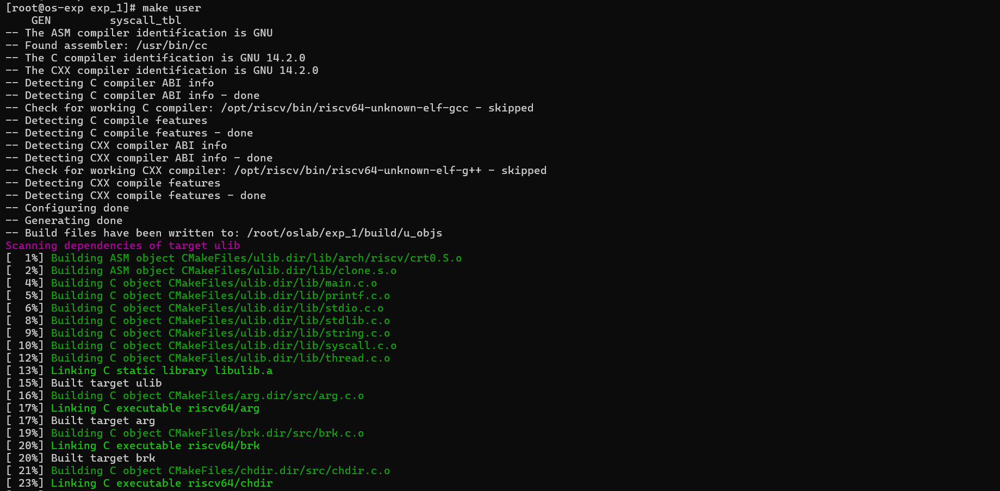 [root@os-exp exp_1]# make user
    GEN         syscall_tbl
-- The ASM compiler identification is GNU
-- Found assembler: /usr/bin/cc
-- The C compiler identification is GNU 14.2.0
-- The CXX compiler identification is GNU 14.2.0
-- Detecting C compiler ABI info
-- Detecting C compiler ABI info - done
-- Check for working C compiler: /opt/riscv/bin/riscv64-unknown-elf-gcc - skipped
-- Detecting C compile features
-- Detecting C compile features - done
-- Detecting CXX compiler ABI info
-- Detecting CXX compiler ABI info - done
-- Check for working CXX compiler: /opt/riscv/bin/riscv64-unknown-elf-g++ - skipped
-- Detecting CXX compile features
-- Detecting CXX compile features - done
-- Configuring done
-- Generating done
-- Build files have been written to: /root/oslab/exp_1/build/u_objs
Scanning dependencies of target ulib
[  1%] Building ASM object CMakeFiles/ulib.dir/lib/arch/riscv/crt0.S.o
[  2%] Building ASM object CMakeFiles/ulib.dir/lib/clone.s.o
[  4%] Building C object CMakeFiles/ulib.dir/lib/main.c.o
[  5%] Building C object CMakeFiles/ulib.dir/lib/printf.c.o
[  6%] Building C object CMakeFiles/ulib.dir/lib/stdio.c.o
[  8%] Building C object CMakeFiles/ulib.dir/lib/stdlib.c.o
[  9%] Building C object CMakeFiles/ulib.dir/lib/string.c.o
[ 10%] Building C object CMakeFiles/ulib.dir/lib/syscall.c.o
[ 12%] Building C object CMakeFiles/ulib.dir/lib/thread.c.o
[ 13%] Linking C static library libulib.a
[ 15%] Built target ulib
[ 16%] Building C object CMakeFiles/arg.dir/src/arg.c.o
[ 17%] Linking C executable riscv64/arg
[ 17%] Built target arg
[ 19%] Building C object CMakeFiles/brk.dir/src/brk.c.o
[ 20%] Linking C executable riscv64/brk
[ 20%] Built target brk
[ 21%] Building C object CMakeFiles/chdir.dir/src/chdir.c.o
[ 23%] Linking C executable riscv64/chdir